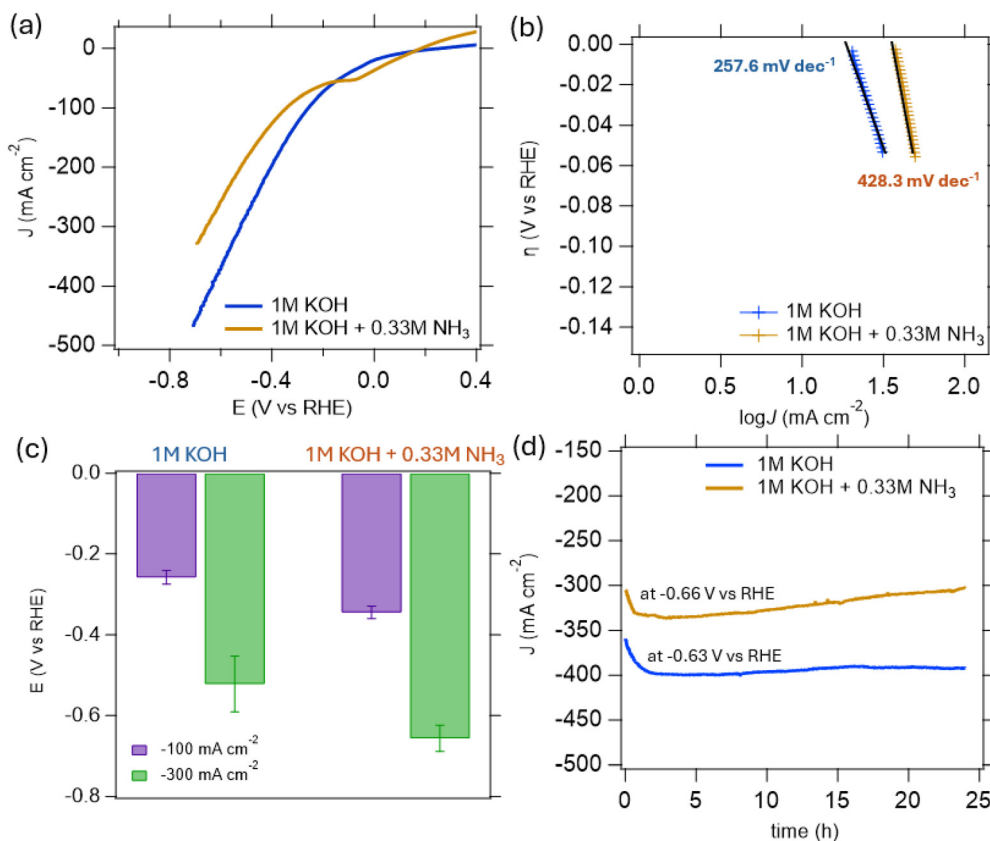 (a)
0
-100
-200
-300
-400
-500
J (mA cm-2)
-0.8
-0.4
0.0
0.4
E (V vs RHE)
1M KOH
1M KOH + 0.33M NH3
(b)
0.00
-0.02
-0.04
-0.06
-0.08
-0.10
-0.12
-0.14
η (V vs RHE)
257.6 mV dec-1
428.3 mV dec-1
1M KOH
1M KOH + 0.33M NH3
0.0
0.5
1.0
1.5
2.0
logJ (mA cm-2)
(c)
1M KOH
1M KOH + 0.33M NH3
0.0
-0.2
-0.4
-0.6
-0.8
E (V vs RHE)
-100 mA cm-2
-300 mA cm-2
(d)
-150
-200
-250
-300
-350
-400
-450
-500
J (mA cm-2)
1M KOH
1M KOH + 0.33M NH3
at -0.66 V vs RHE
at -0.63 V vs RHE
0
5
10
15
20
25
time (h)